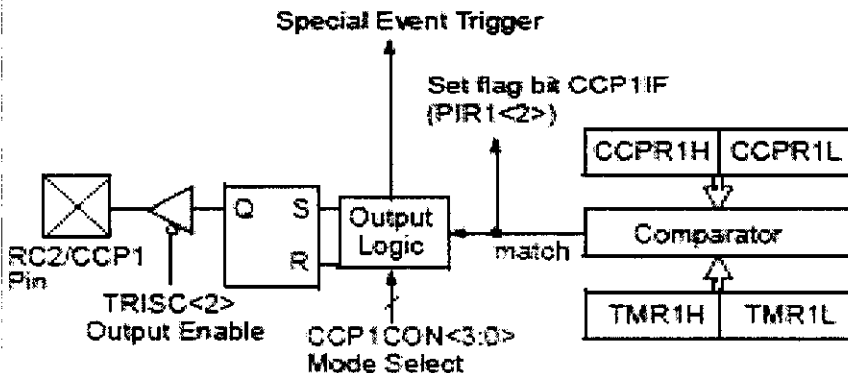 Special Event Trigger
Set flag bit CCP1IF
(PIR1<2>)
CCPR1H CCPR1L
Q S Output
Logic
R
match
Comparator
RC2/CCP1
Pin
TRISC<2>
Output Enable
CCP1CON<3:0>
Mode Select
TMR1H TMR1L